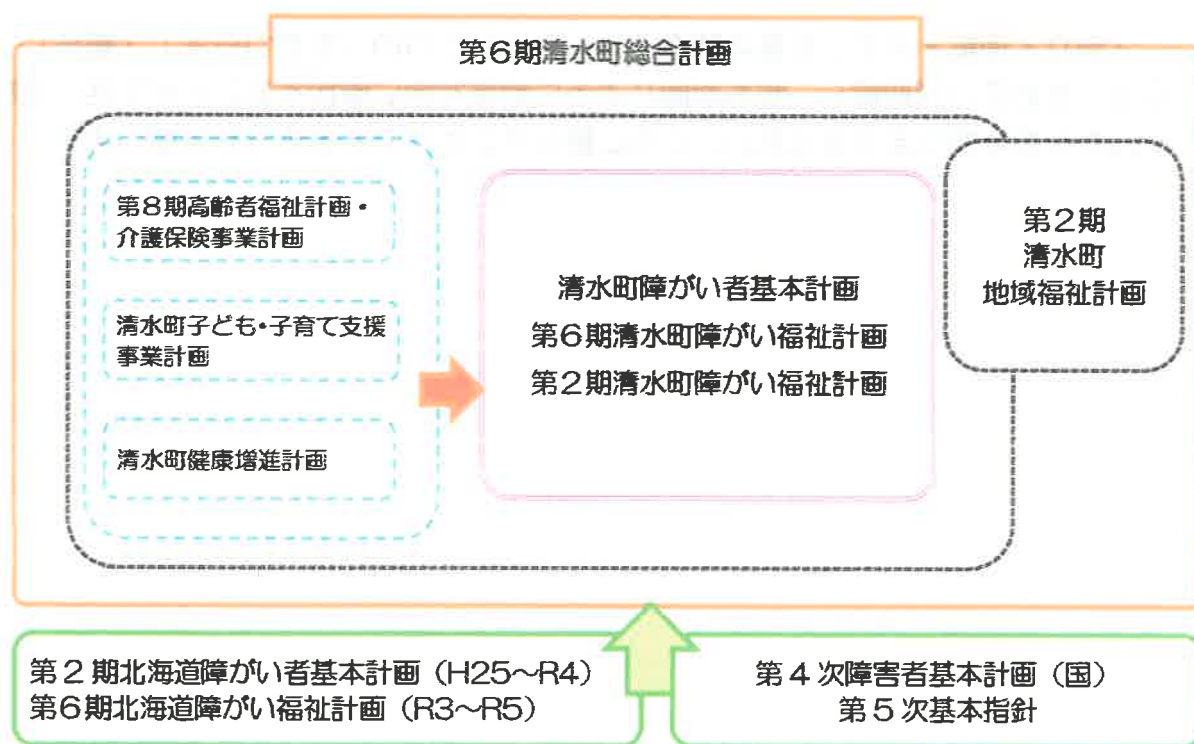 第6期清水町総合計画
第8期高齢者福祉計画・
介護保険事業計画
清水町子ども・子育て支援
事業計画
清水町健康増進計画
清水町障がい者基本計画
第6期清水町障がい福祉計画
第2期清水町障がい福祉計画
第2期
清水町
地域福祉計画
第2期北海道障がい者基本計画（H25～R4）
第6期北海道障がい福祉計画（R3～R5）
第4次障害者基本計画（国）
第5次基本指針